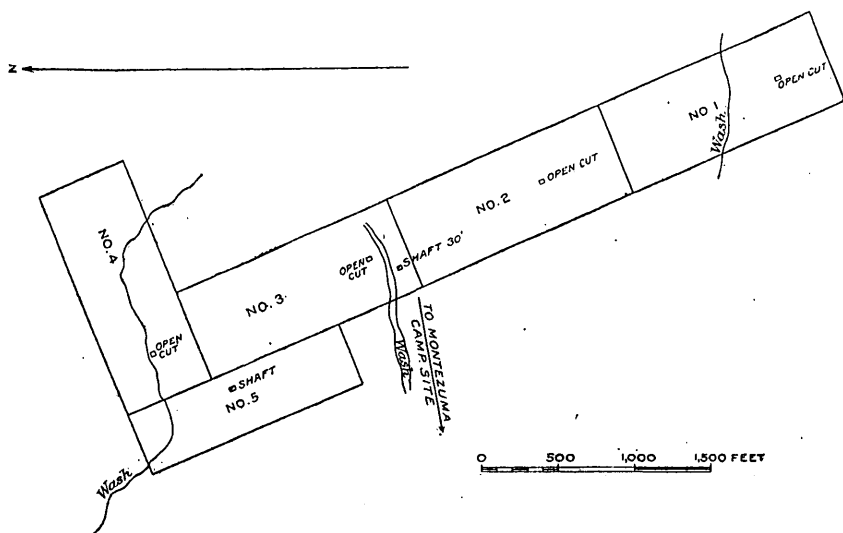 N
OPEN CUT
NO 1
Wash
OPEN CUT
NO. 2
SHAFT 30'
OPEN
CUT
NO. 3
Wash
NO. 4
OPEN
CUT
SHAFT
NO. 5
Wash
TO MONTEZUMA
CAMP SITE
0 500 1,000 1,500 FEET